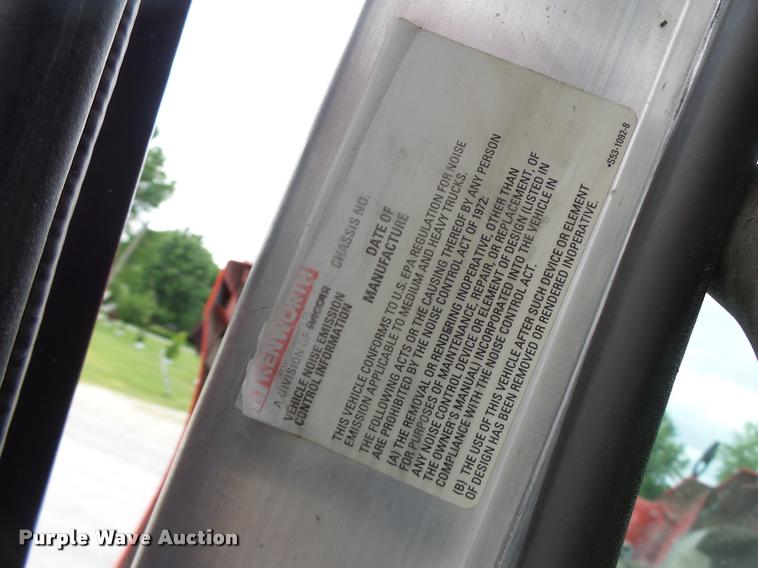 KENWORTH
A DIVISION OF PACCAR
VEHICLE NOISE EMISSION
CONTROL INFORMATION
CHASSIS NO.
DATE OF
MANUFACTURE
THIS VEHICLE CONFORMS TO U.S. EPA REGULATION FOR NOISE
EMISSION APPLICABLE TO MEDIUM AND HEAVY TRUCKS.
THE FOLLOWING ACTS OR THE CAUSING THEREOF BY ANY PERSON
ARE PROHIBITED BY THE NOISE CONTROL ACT OF 1972:
(A) THE REMOVAL OR RENDERING INOPERATIVE, OTHER THAN
FOR PURPOSES OF MAINTENANCE, REPAIR, OR REPLACEMENT, OF
ANY NOISE CONTROL DEVICE OR ELEMENT OF DESIGN (LISTED IN
THE OWNER'S MANUAL) INCORPORATED INTO THE VEHICLE IN
COMPLIANCE WITH THE NOISE CONTROL ACT.
(B) THE USE OF THIS VEHICLE AFTER SUCH DEVICE OR ELEMENT
OF DESIGN HAS BEEN REMOVED OR RENDERED INOPERATIVE.
•S53-1092-8
Purple Wave Auction